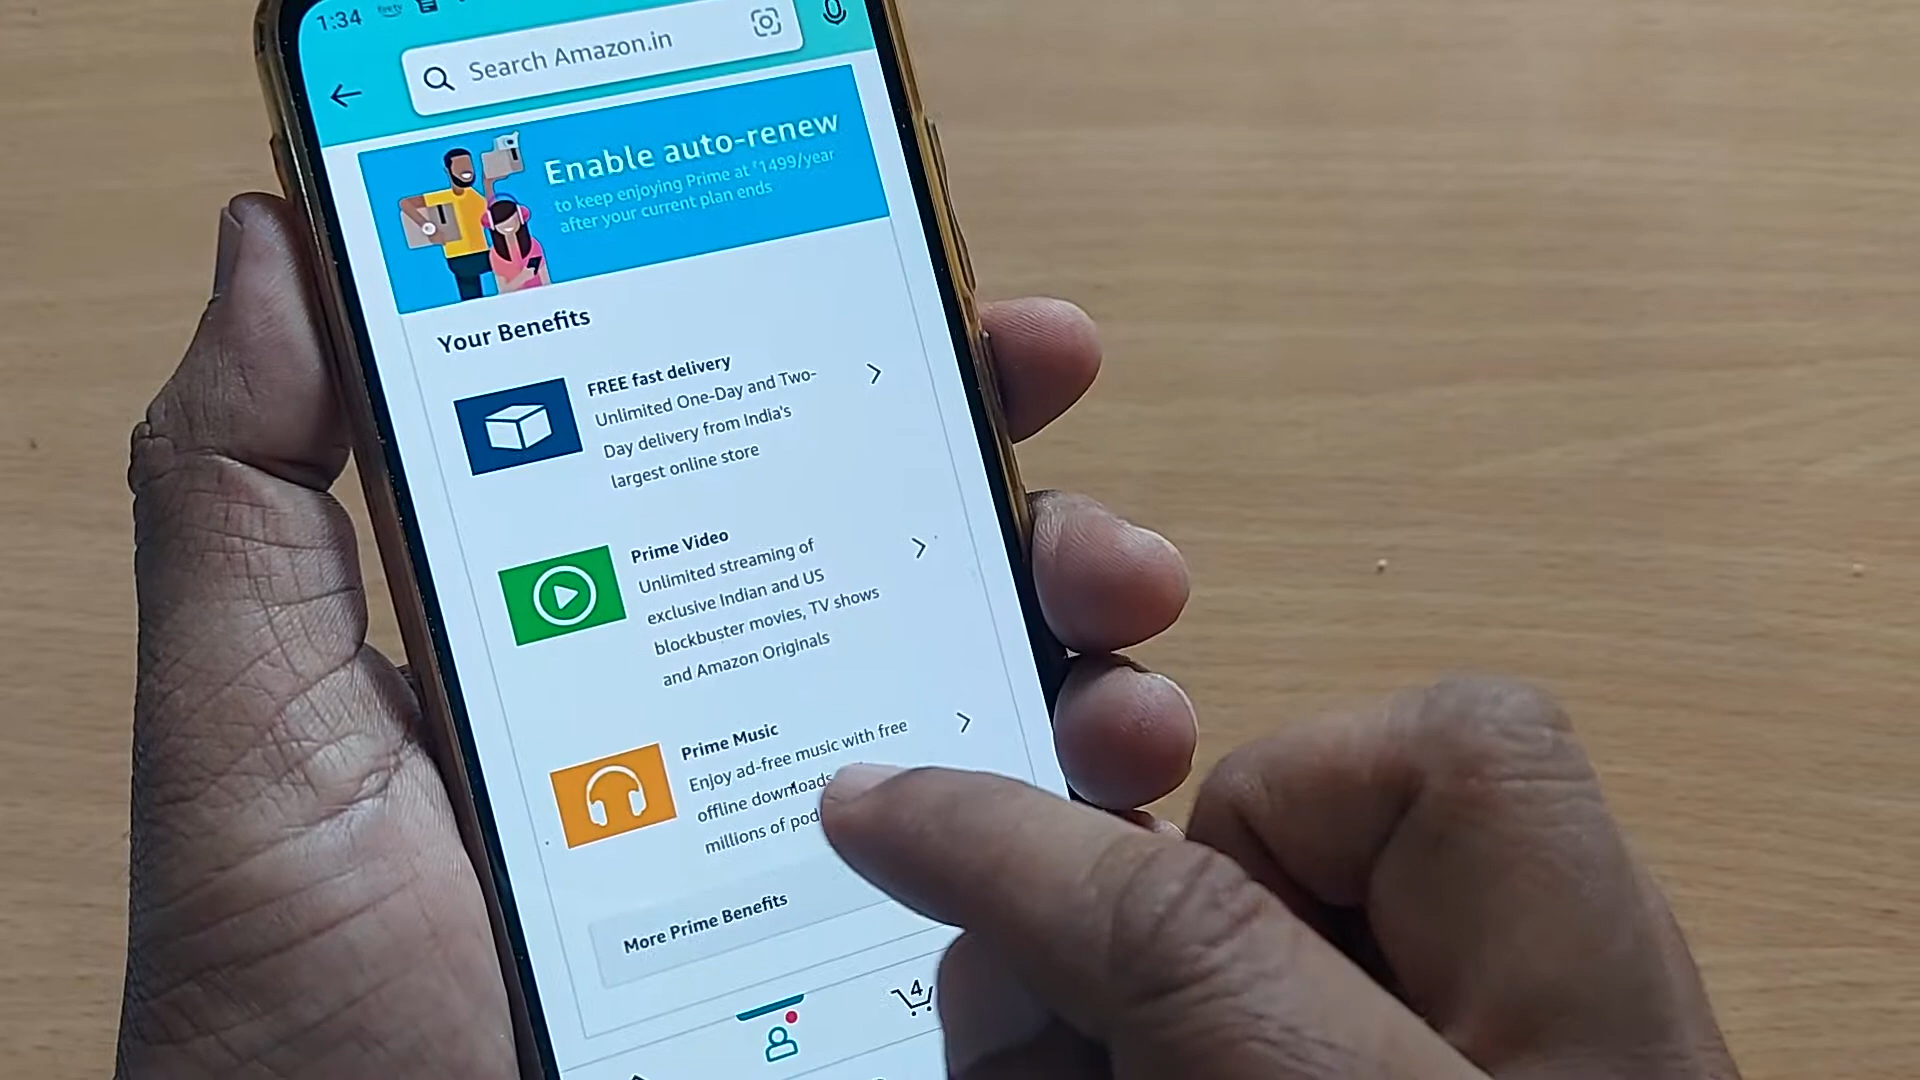 1:34
Search Amazon.in
Enable auto-renew
to keep enjoying Prime at ₹1499/year
after your current plan ends
Your Benefits
FREE fast delivery
Unlimited One-Day and Two-
Day delivery from India's
largest online store
Prime Video
Unlimited streaming of
exclusive Indian and US
blockbuster movies, TV shows
and Amazon Originals
Prime Music
Enjoy ad-free music with free
offline downloads
millions of pod
More Prime Benefits
4